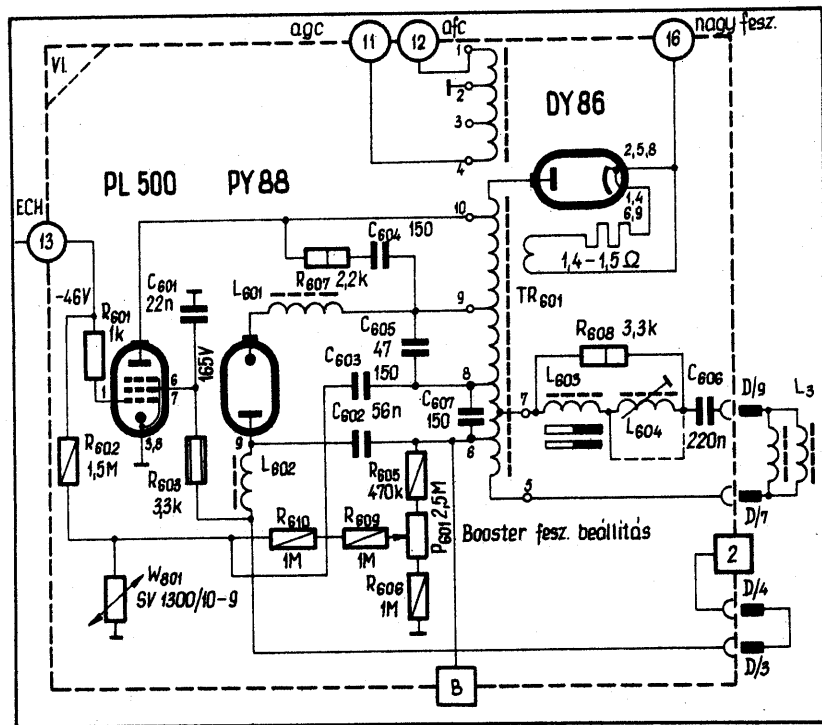 agc
afc
nagy fesz.
VI.
11
12
16
1
2
3
4
DY 86
2,5,8
1,4
6,9
PL 500
PY 88
ECH
13
10
C604 150
R607 2,2k
1,4-1,5 Ω
-46V
C601
22n
L601
9
TR601
R601
1k
165V
C605
47
R608 3,3k
C603
150
8
L603
C606
D/9
L3
1
6
7
C602
56n
C607
150
7
L604
220n
3,8
9
6
R602
1,5M
L602
R605
470k
5
R603
3,3k
P601 2,5M
D/7
R610
R609
Booster fesz. beállitás
1M
1M
2
W801
SV 1300/10-9
R606
1M
D/4
D/3
B